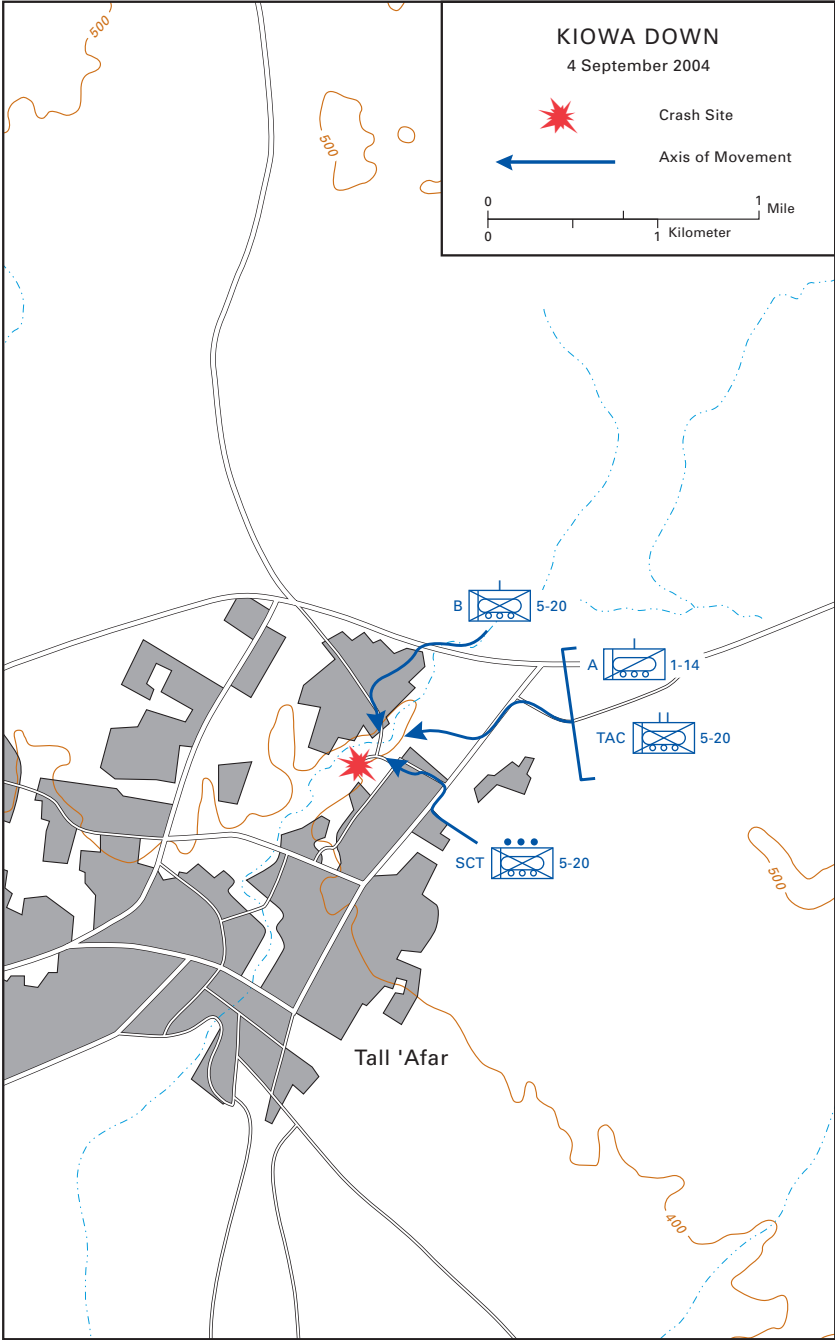 KIOWA DOWN
4 September 2004
Crash Site
Axis of Movement
0 1 Mile
0 1 Kilometer
500
500
B 5-20
A 1-14
TAC 5-20
SCT 5-20
500
Tall 'Afar
400